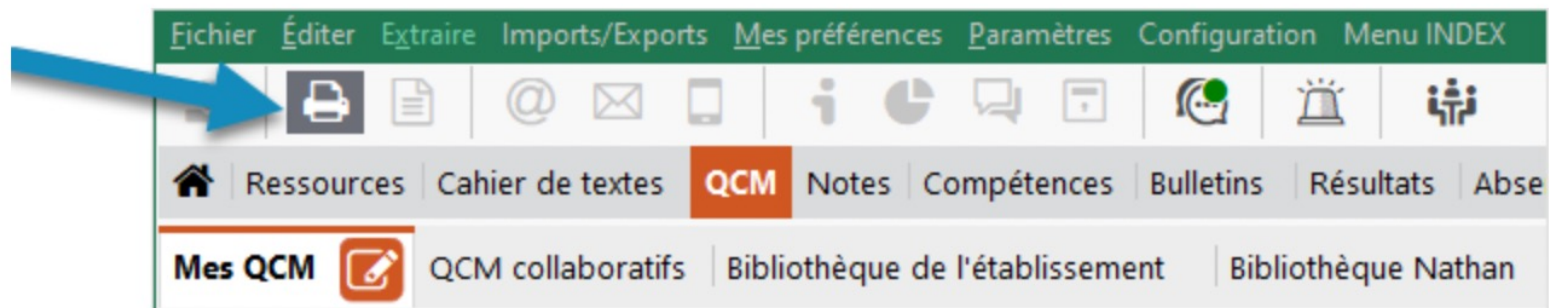 Fichier Éditer Extraire Imports/Exports Mes préférences Paramètres Configuration Menu INDEX
Ressources Cahier de textes QCM Notes Compétences Bulletins Résultats Abse
Mes QCM QCM collaboratifs Bibliothèque de l'établissement Bibliothèque Nathan